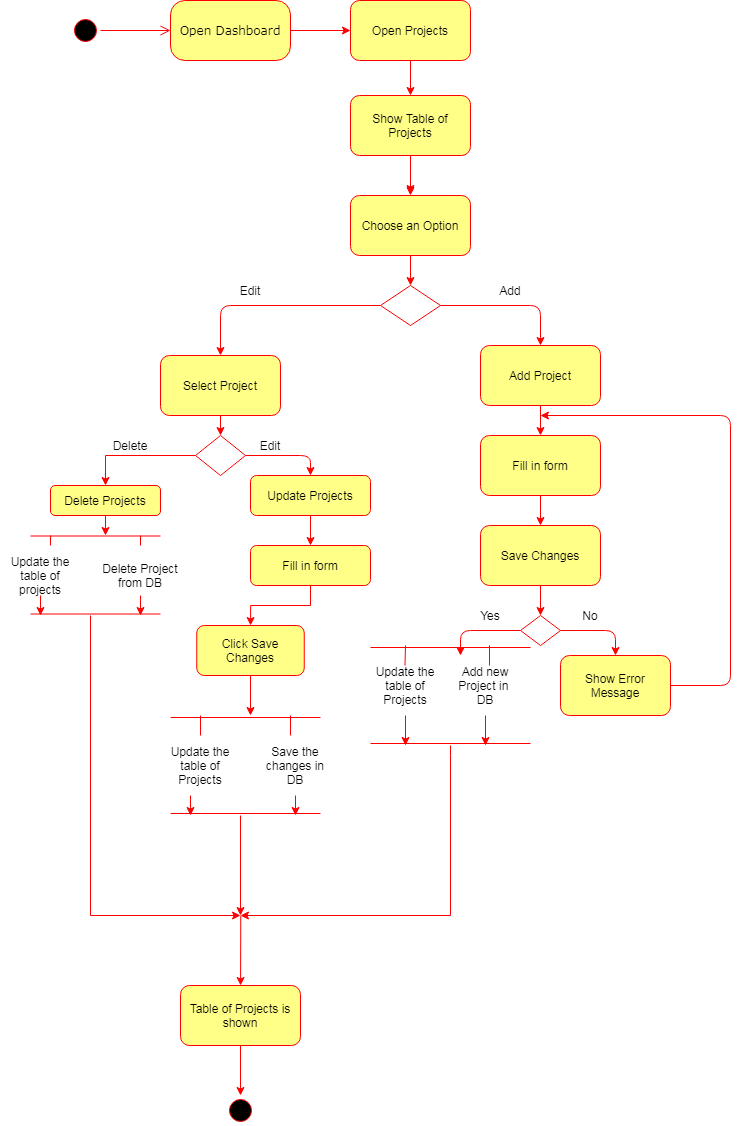 Open Dashboard
Open Projects
Show Table of
Projects
Choose an Option
Edit
Add
Select Project
Add Project
Delete
Edit
Delete Projects
Update Projects
Fill in form
Update the
table of
projects
Delete Project
from DB
Fill in form
Save Changes
Click Save
Changes
Yes
No
Update the
table of
Projects
Add new
Project in
DB
Show Error
Message
Update the
table of
Projects
Save the
changes in
DB
Table of Projects is
shown